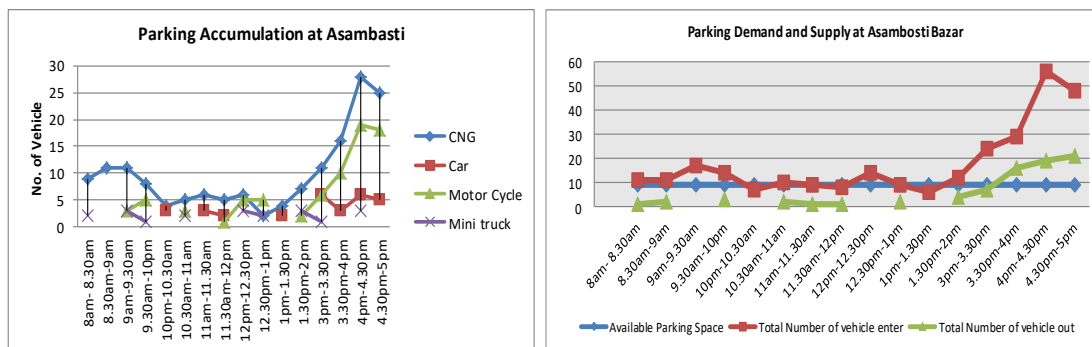 Parking Accumulation at Asambasti
No. of Vehicle
30
25
20
15
10
5
0
8am- 8.30am
8.30am-9am
9am-9.30am
9.30am-10pm
10pm-10.30am
10.30am-11am
11am-11.30am
11.30am-12pm
12pm-12.30pm
12.30pm-1pm
1pm-1.30pm
1.30pm-2pm
3pm-3.30pm
3.30pm-4pm
4pm-4.30pm
4.30pm-5pm
CNG
Car
Motor Cycle
Mini truck
Parking Demand and Supply at Asambosti Bazar
60
50
40
30
20
10
0
8am- 8.30am
8.30am-9am
9am-9.30am
9.30am-10pm
10pm-10.30am
10.30am-11am
11am-11.30am
11.30am-12pm
12pm-12.30pm
12.30pm-1pm
1pm-1.30pm
1.30pm-2pm
3pm-3.30pm
3.30pm-4pm
4pm-4.30pm
4.30pm-5pm
Available Parking Space Total Number of vehicle enter Total Number of vehicle out